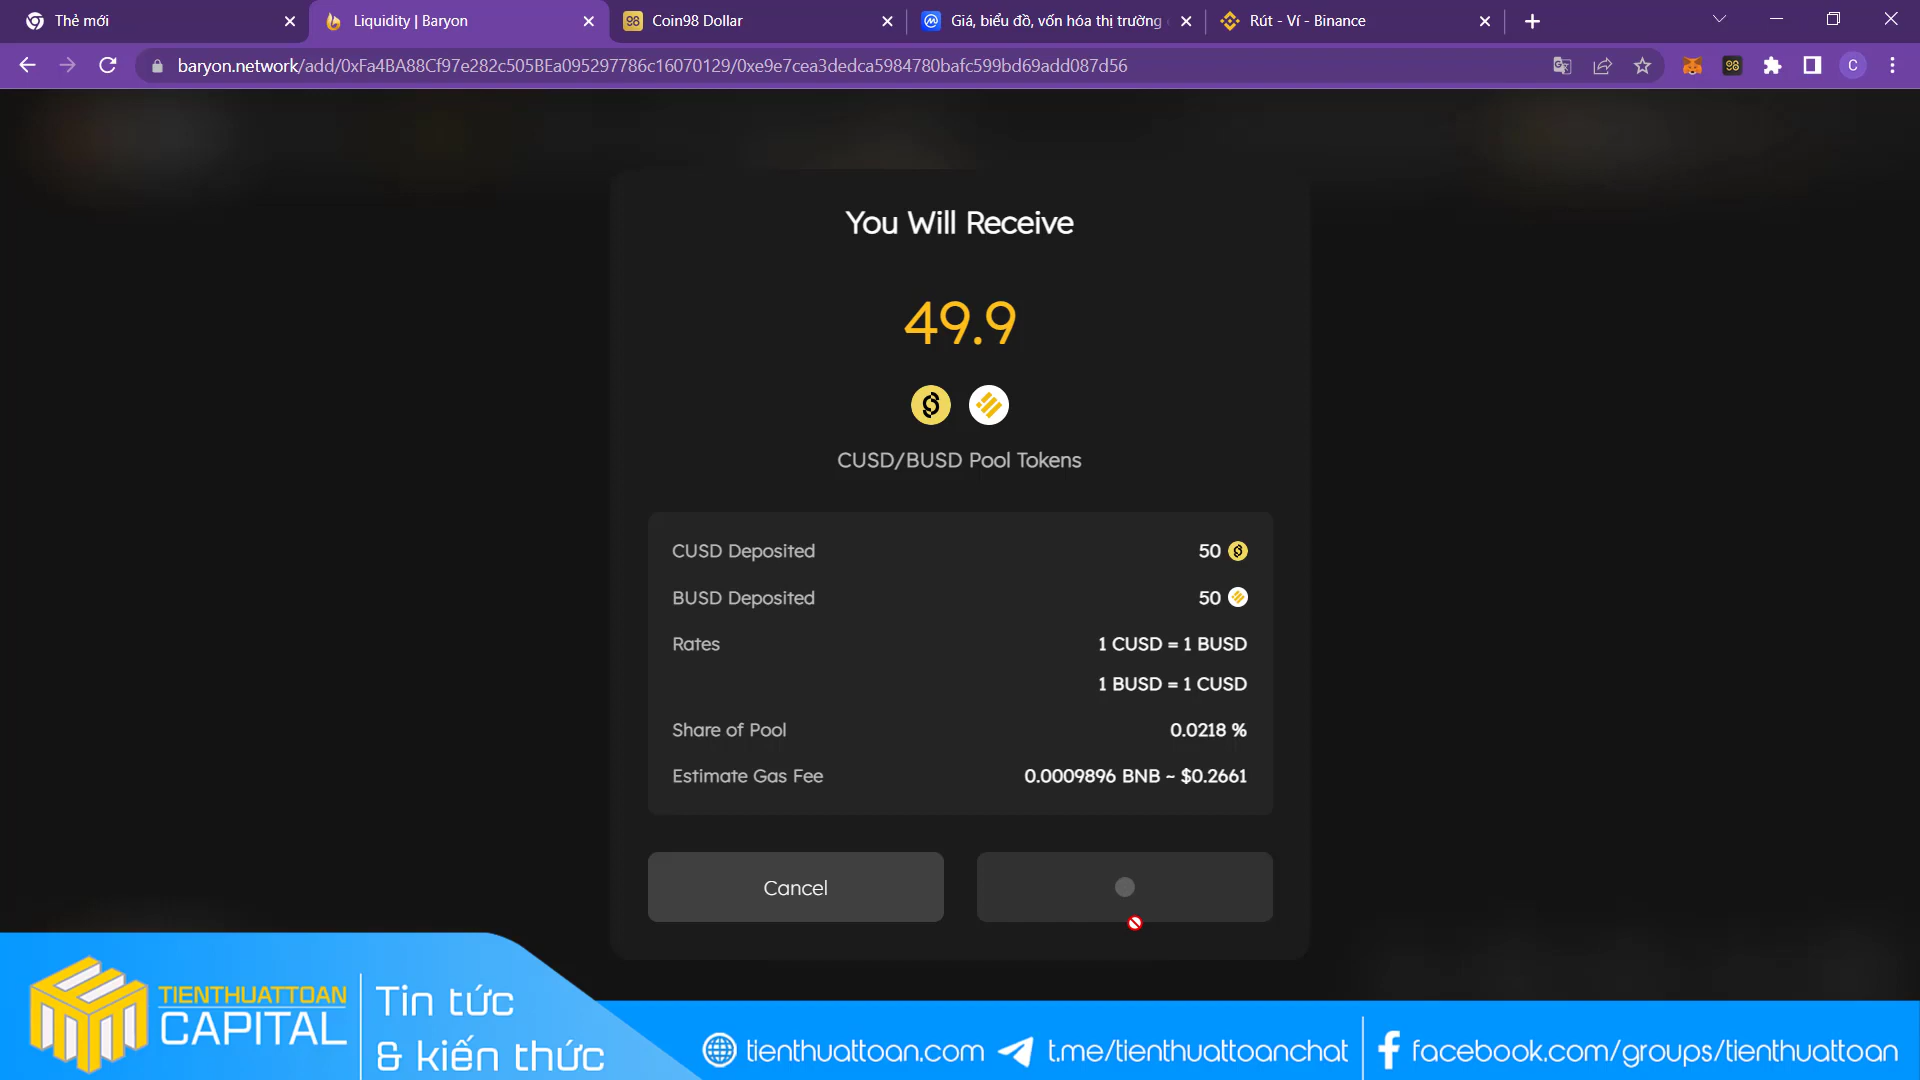 Thẻ mới
Liquidity | Baryon
Coin98 Dollar
Giá, biểu đồ, vốn hóa thị trường
Rút - Ví - Binance
baryon.network/add/0xFa4BA88Cf97e282c505BEa095297786c16070129/0xe9e7cea3dedca5984780bafc599bd69add087d56
98
C
You Will Receive
49.9
CUSD/BUSD Pool Tokens
CUSD Deposited 50
BUSD Deposited 50
Rates 1 CUSD = 1 BUSD
1 BUSD = 1 CUSD
Share of Pool 0.0218 %
Estimate Gas Fee 0.0009896 BNB ~ $0.2661
Cancel
TIENTHUATTOAN
CAPITAL
Tin tức
& kiến thức
tienthuattoan.com
t.me/tienthuattoanchat
facebook.com/groups/tienthuattoan